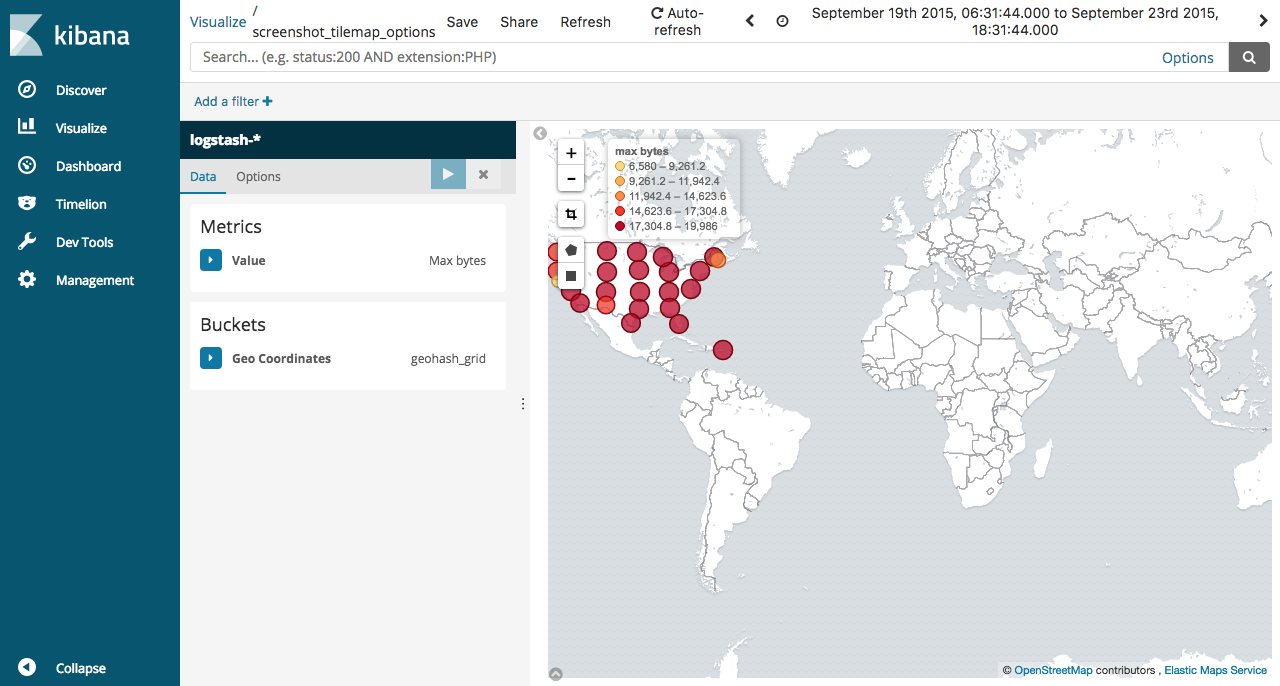 kibana
Discover
Visualize
Dashboard
Timelion
Dev Tools
Management
Collapse
Visualize / screenshot_tilemap_options
Save
Share
Refresh
Auto-refresh
September 19th 2015, 06:31:44.000 to September 23rd 2015, 18:31:44.000
Search... (e.g. status:200 AND extension:PHP)
Options
Add a filter +
logstash-*
Data
Options
Metrics
Value
Max bytes
Buckets
Geo Coordinates
geohash_grid
+
−
max bytes
6,580 – 9,261.2
9,261.2 – 11,942.4
11,942.4 – 14,623.6
14,623.6 – 17,304.8
17,304.8 – 19,986
© OpenStreetMap contributors , Elastic Maps Service